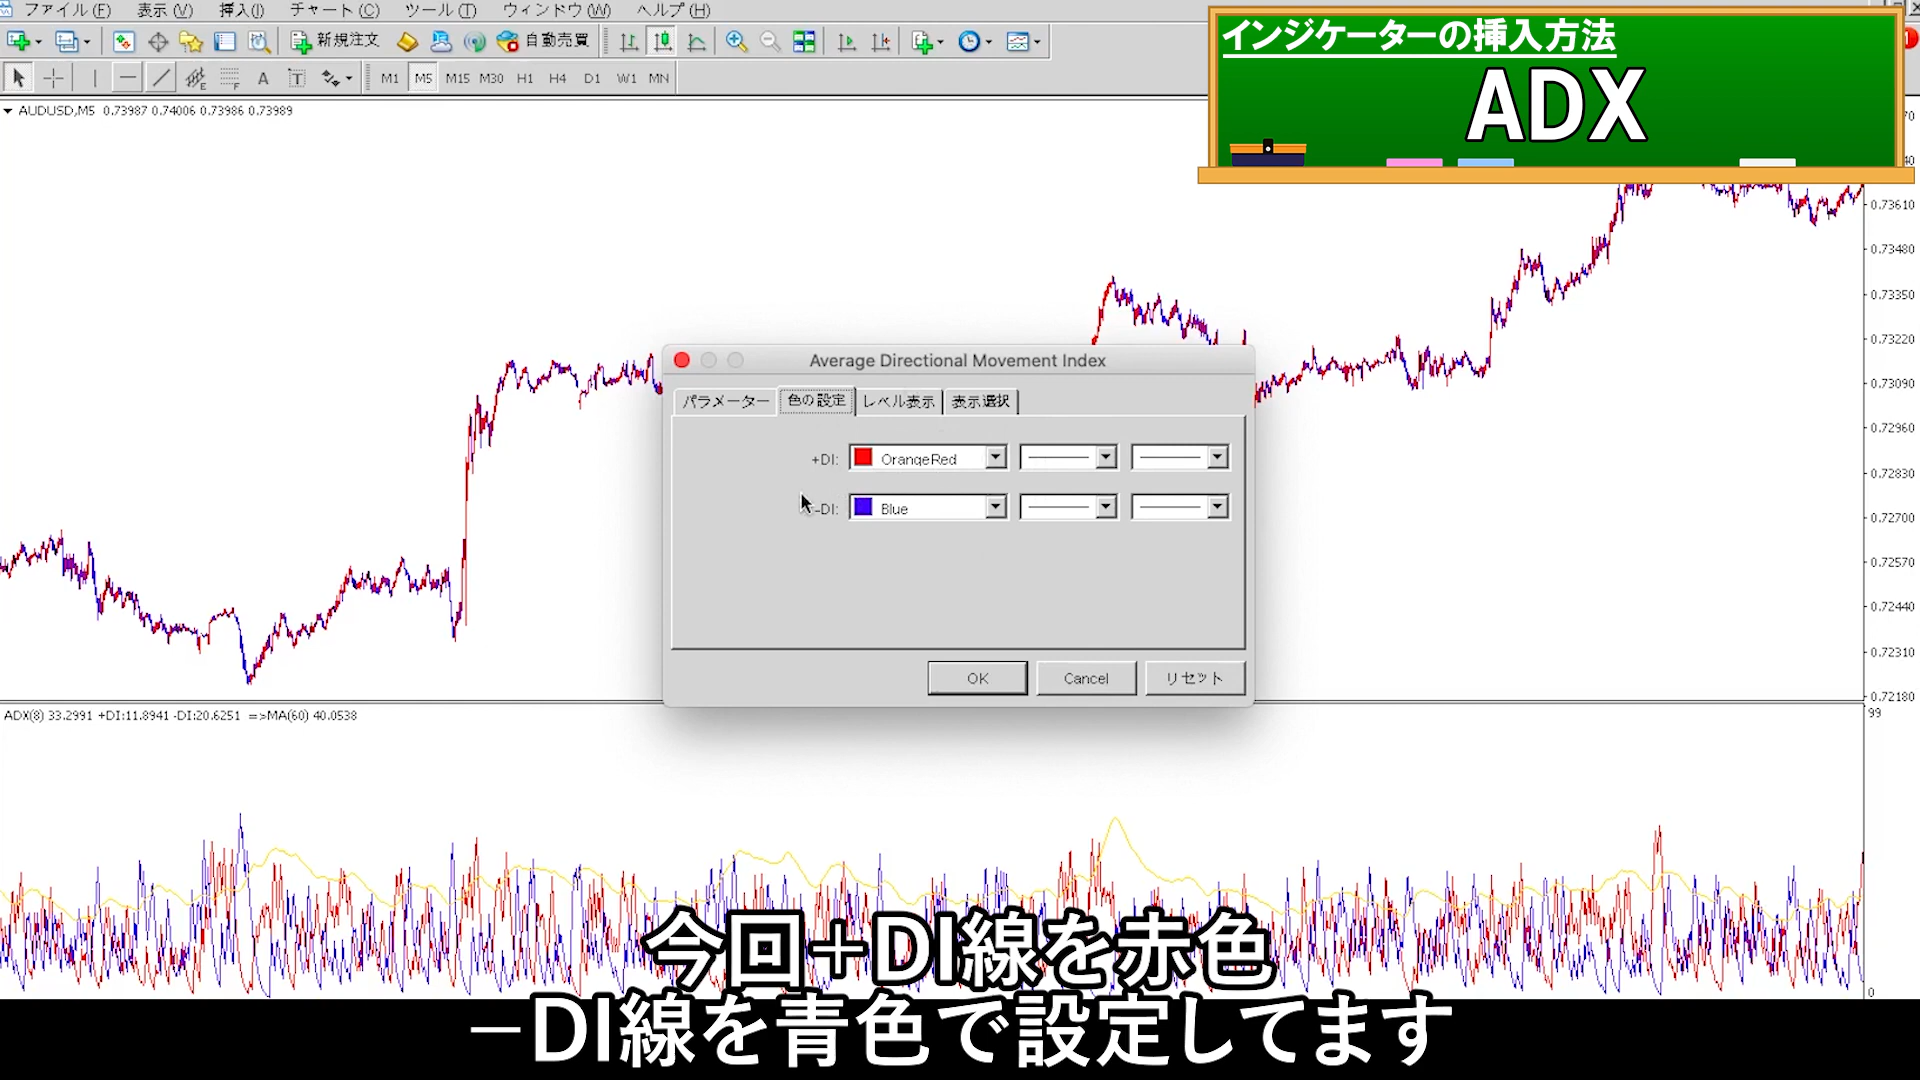 ファイル (F) 表示 (V) 挿入(I) チャート (C) ツール (T) ウィンドウ (W) ヘルプ (H)
新規注文 自動売買
A T M1 M5 M15 M30 H1 H4 D1 W1 MN
インジケーターの挿入方法
ADX
AUDUSD,M5 0.73987 0.74006 0.73986 0.73989
0.73610
0.73480
0.73350
0.73220
0.73090
0.72960
0.72830
0.72700
0.72570
0.72440
0.72310
0.72180
Average Directional Movement Index
パラメーター 色の設定 レベル表示 表示選択
+DI: OrangeRed
-DI: Blue
OK Cancel リセット
ADX(8) 33.2991 +DI:11.8941 -DI:20.6251 =>MA(60) 40.0538
99
0
今回+DI線を赤色
−DI線を青色で設定してます